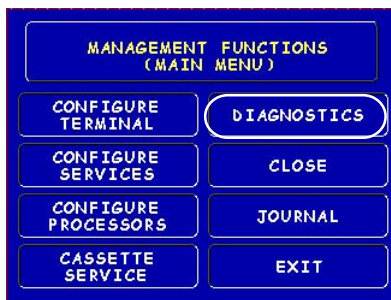 MANAGEMENT FUNCTIONS
(MAIN MENU)
CONFIGURE
TERMINAL
DIAGNOSTICS
CONFIGURE
SERVICES
CLOSE
CONFIGURE
PROCESSORS
JOURNAL
CASSETTE
SERVICE
EXIT